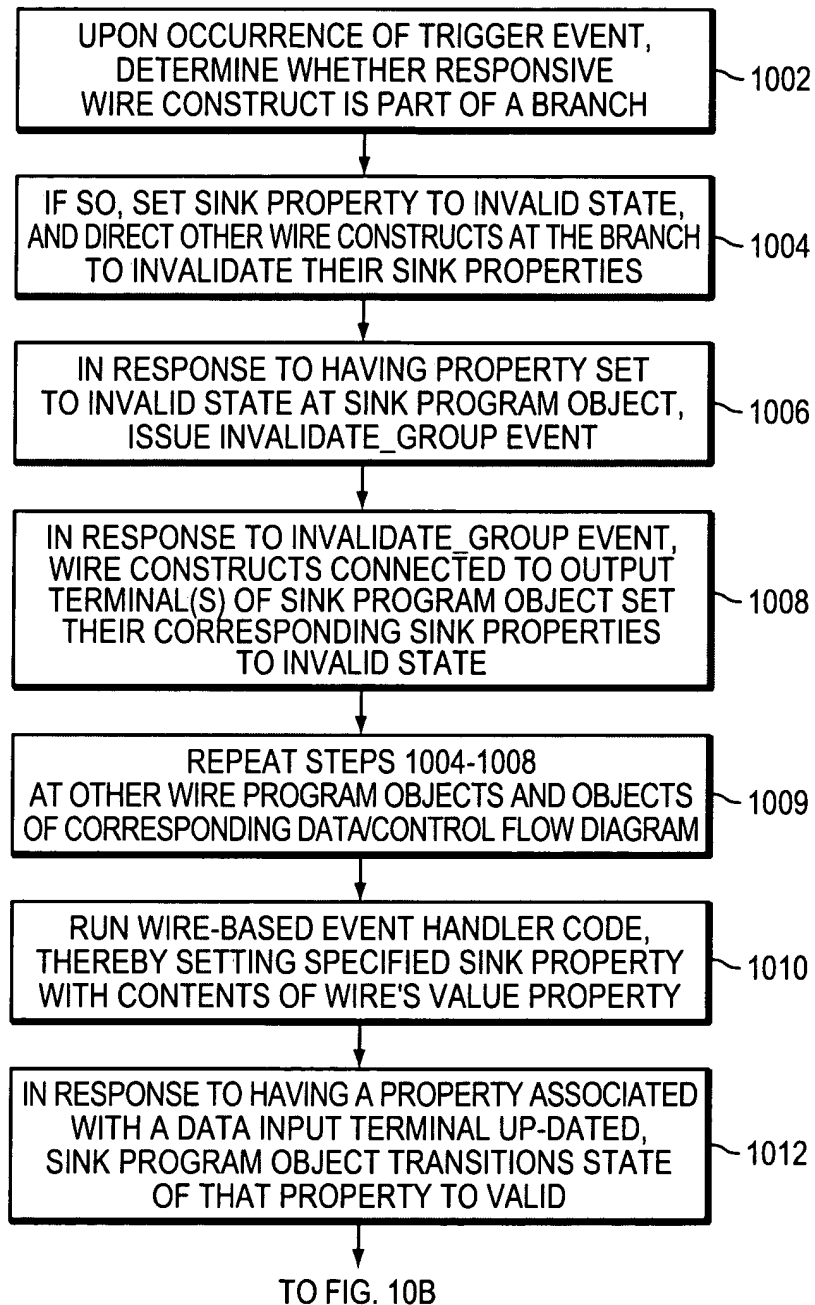 UPON OCCURRENCE OF TRIGGER EVENT,
DETERMINE WHETHER RESPONSIVE
WIRE CONSTRUCT IS PART OF A BRANCH
1002
IF SO, SET SINK PROPERTY TO INVALID STATE,
AND DIRECT OTHER WIRE CONSTRUCTS AT THE BRANCH
TO INVALIDATE THEIR SINK PROPERTIES
1004
IN RESPONSE TO HAVING PROPERTY SET
TO INVALID STATE AT SINK PROGRAM OBJECT,
ISSUE INVALIDATE_GROUP EVENT
1006
IN RESPONSE TO INVALIDATE_GROUP EVENT,
WIRE CONSTRUCTS CONNECTED TO OUTPUT
TERMINAL(S) OF SINK PROGRAM OBJECT SET
THEIR CORRESPONDING SINK PROPERTIES
TO INVALID STATE
1008
REPEAT STEPS 1004-1008
AT OTHER WIRE PROGRAM OBJECTS AND OBJECTS
OF CORRESPONDING DATA/CONTROL FLOW DIAGRAM
1009
RUN WIRE-BASED EVENT HANDLER CODE,
THEREBY SETTING SPECIFIED SINK PROPERTY
WITH CONTENTS OF WIRE'S VALUE PROPERTY
1010
IN RESPONSE TO HAVING A PROPERTY ASSOCIATED
WITH A DATA INPUT TERMINAL UP-DATED,
SINK PROGRAM OBJECT TRANSITIONS STATE
OF THAT PROPERTY TO VALID
1012
TO FIG. 10B